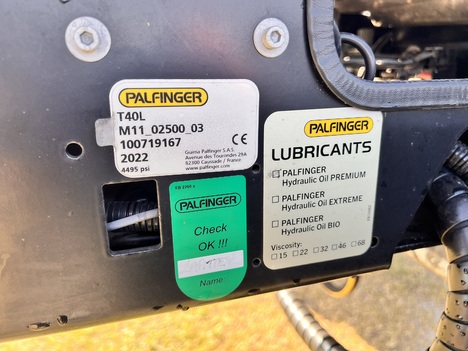 PALFINGER
T40L
M11_02500_03
100719167
2022
4495 psi
Guima Palfinger S.A.S.
Avenue des Tourondes 29A
82300 Caussade / France
www.palfinger.com
CE
PALFINGER
Check
OK !!!
Name:
PALFINGER
LUBRICANTS
PALFINGER
Hydraulic Oil PREMIUM
PALFINGER
Hydraulic Oil EXTREME
PALFINGER
Hydraulic Oil BIO
Viscosity:
15 22 32 46 68